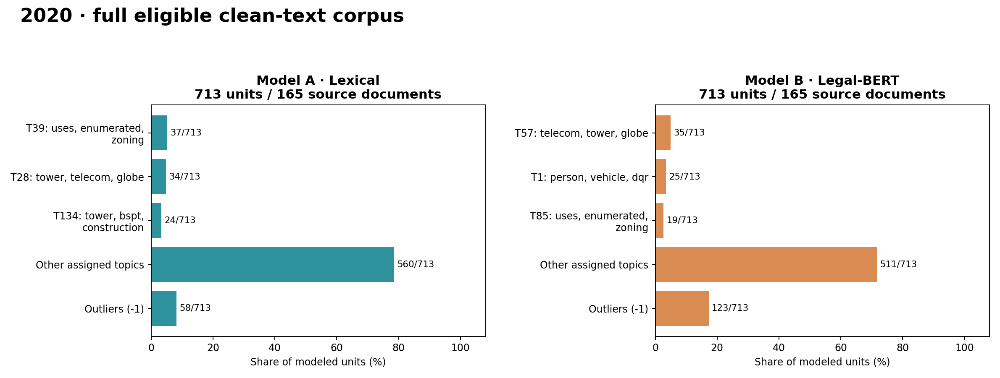 2020 · full eligible clean-text corpus
Model A · Lexical
713 units / 165 source documents
T39: uses, enumerated,
zoning
37/713
T28: tower, telecom, globe
34/713
T134: tower, bspt,
construction
24/713
Other assigned topics
560/713
Outliers (-1)
58/713
0 20 40 60 80 100
Share of modeled units (%)
Model B · Legal-BERT
713 units / 165 source documents
T57: telecom, tower, globe
35/713
T1: person, vehicle, dqr
25/713
T85: uses, enumerated,
zoning
19/713
Other assigned topics
511/713
Outliers (-1)
123/713
0 20 40 60 80 100
Share of modeled units (%)